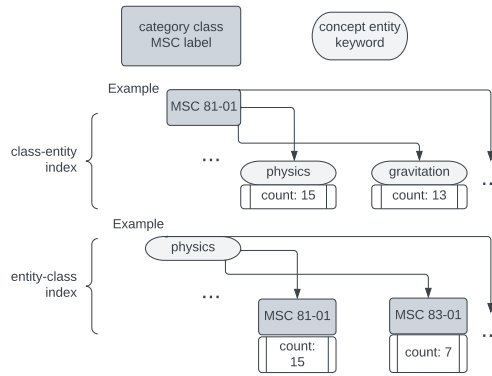 category class
MSC label
concept entity
keyword
Example
MSC 81-01
class-entity
index
...
physics
gravitation
...
count: 15
count: 13
Example
physics
entity-class
index
...
MSC 81-01
MSC 83-01
...
count:
15
count: 7